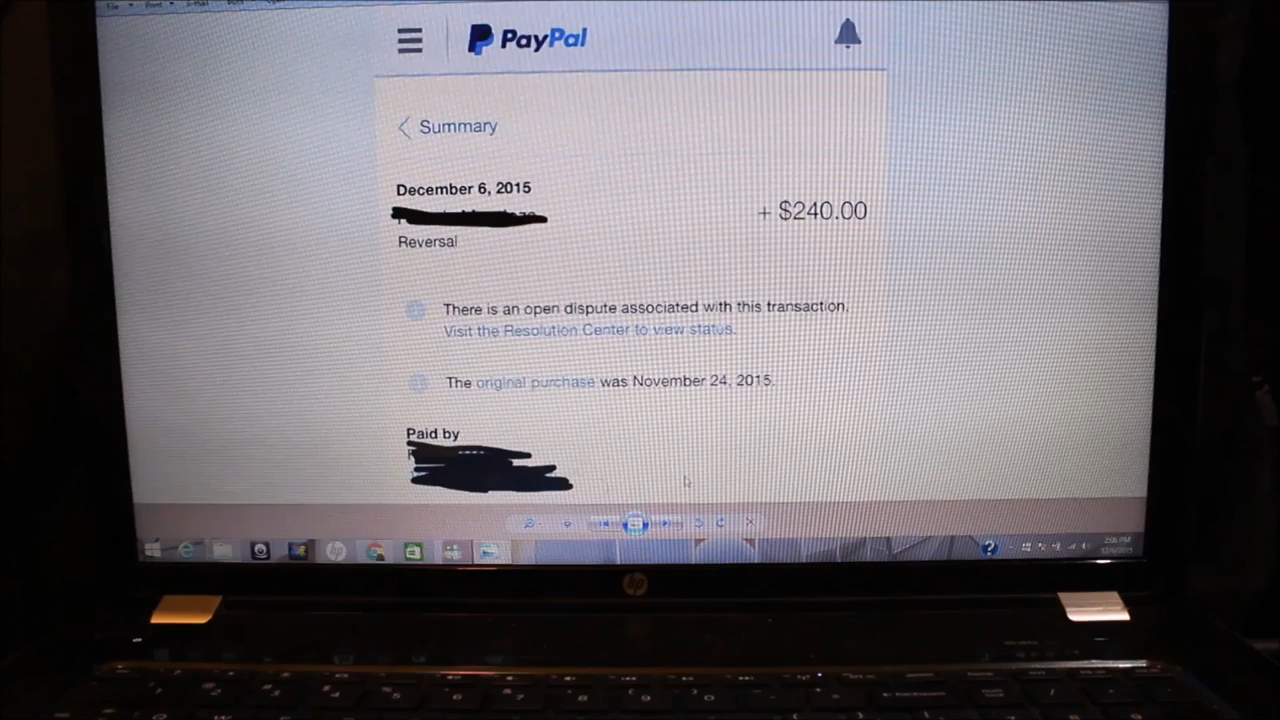 PayPal
Summary
December 6, 2015
+ $240.00
Reversal
There is an open dispute associated with this transaction.
Visit the Resolution Center to view status.
The original purchase was November 24, 2015.
Paid by
hp